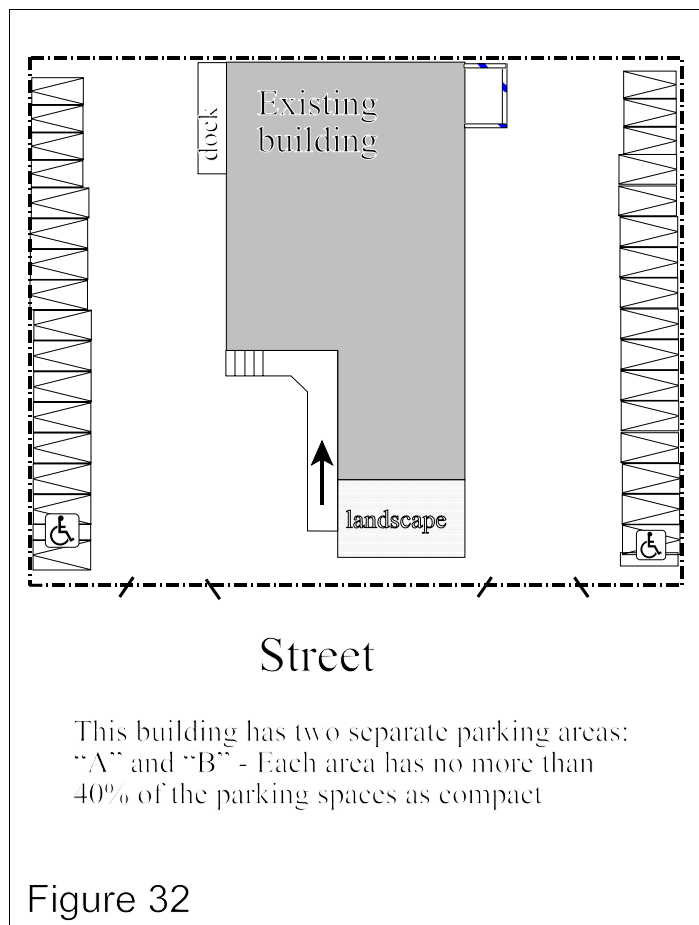 Existing
building
dock
landscape
Street
This building has two separate parking areas:
“A” and “B” - Each area has no more than
40% of the parking spaces as compact
Figure 32